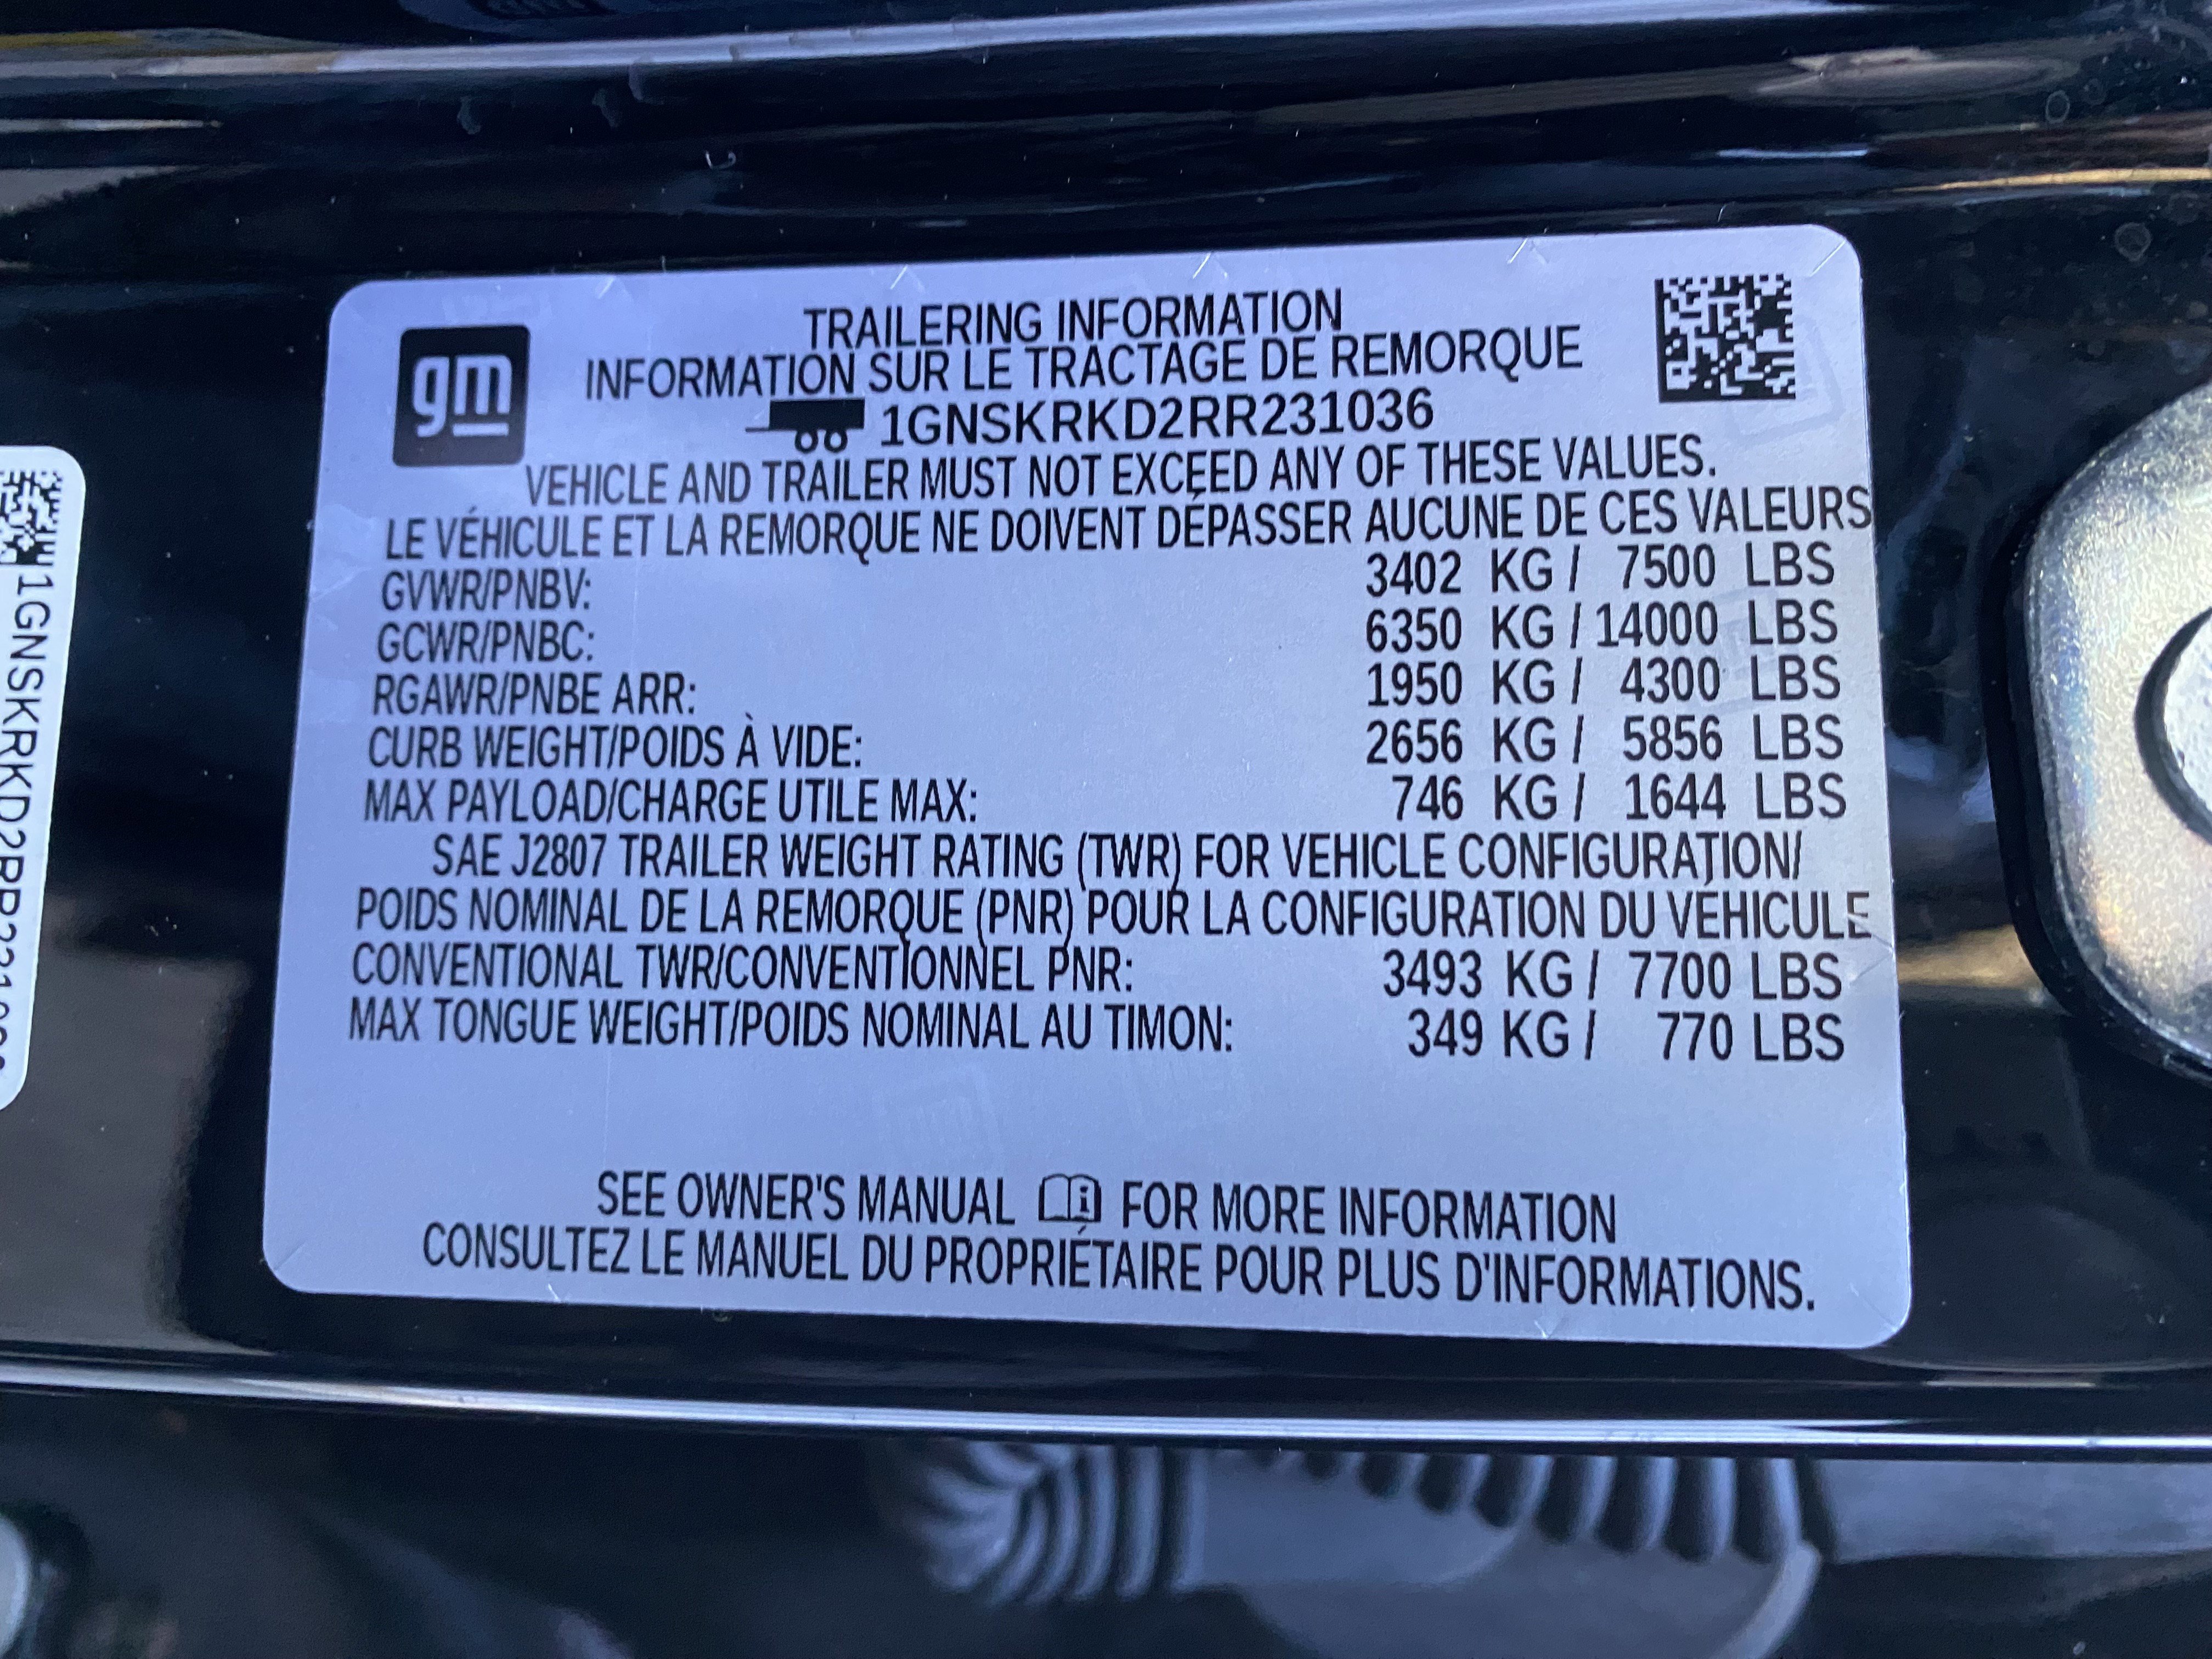 gm
TRAILERING INFORMATION
INFORMATION SUR LE TRACTAGE DE REMORQUE
1GNSKRKD2RR231036
VEHICLE AND TRAILER MUST NOT EXCEED ANY OF THESE VALUES.
LE VÉHICULE ET LA REMORQUE NE DOIVENT DÉPASSER AUCUNE DE CES VALEURS
GVWR/PNBV: 3402 KG / 7500 LBS
GCWR/PNBC: 6350 KG / 14000 LBS
RGAWR/PNBE ARR: 1950 KG / 4300 LBS
CURB WEIGHT/POIDS À VIDE: 2656 KG / 5856 LBS
MAX PAYLOAD/CHARGE UTILE MAX: 746 KG / 1644 LBS
SAE J2807 TRAILER WEIGHT RATING (TWR) FOR VEHICLE CONFIGURATION/
POIDS NOMINAL DE LA REMORQUE (PNR) POUR LA CONFIGURATION DU VÉHICULE
CONVENTIONAL TWR/CONVENTIONNEL PNR: 3493 KG / 7700 LBS
MAX TONGUE WEIGHT/POIDS NOMINAL AU TIMON: 349 KG / 770 LBS
SEE OWNER'S MANUAL FOR MORE INFORMATION
CONSULTEZ LE MANUEL DU PROPRIÉTAIRE POUR PLUS D'INFORMATIONS.